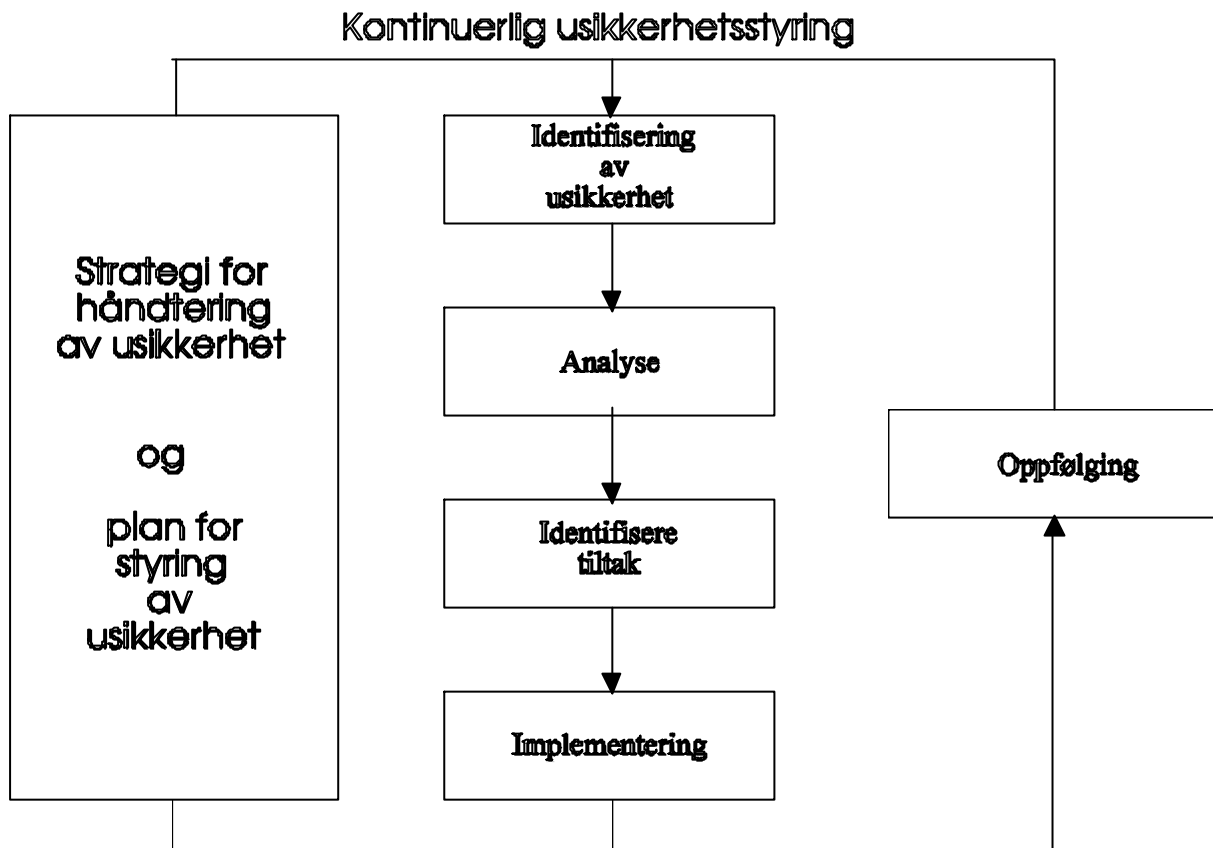 Kontinuerlig usikkerhetsstyring
Strategi for
håndtering
av usikkerhet
og
plan for
styring
av
usikkerhet
Identifisering
av
usikkerhet
Analyse
Identifisere
tiltak
Implementering
Oppfølging